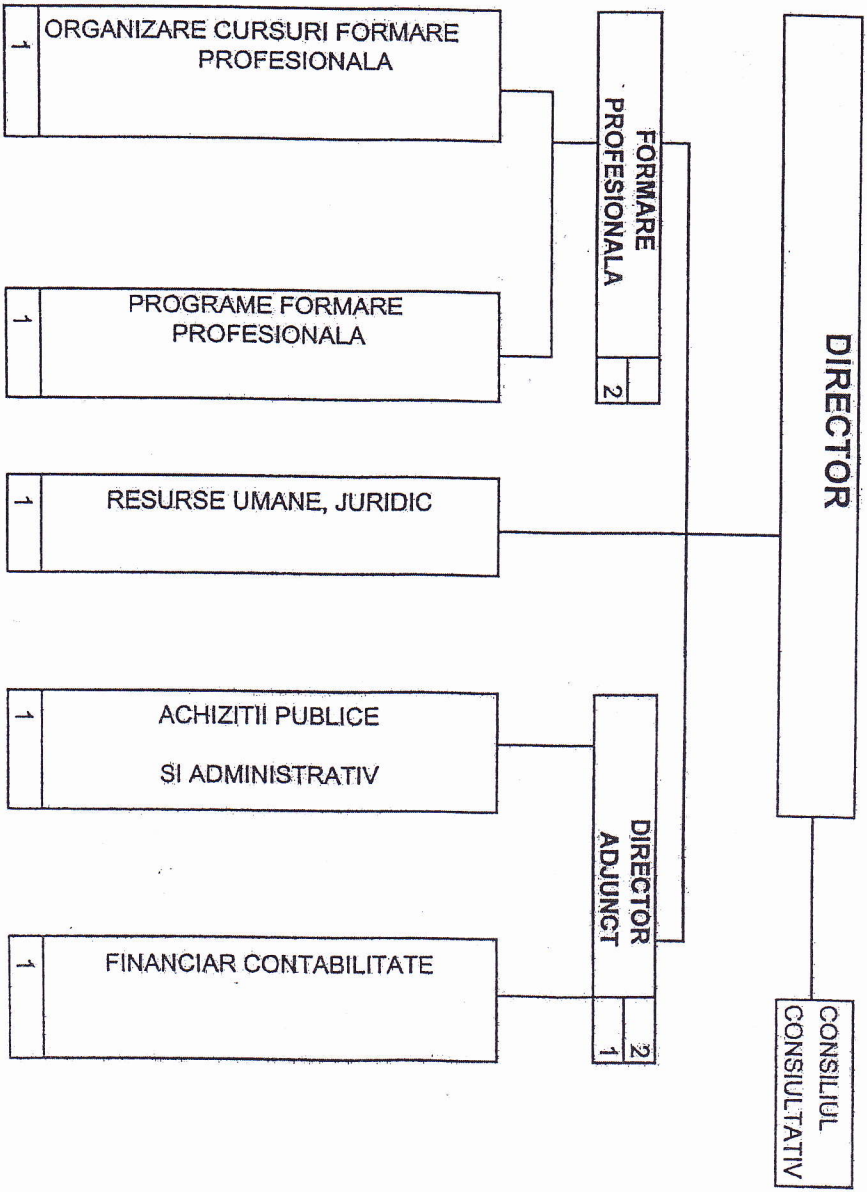 DIRECTOR
CONSILIUL
CONSIULTATIV
FORMARE
PROFESIONALA
2
DIRECTOR
ADJUNCT
2
1
ORGANIZARE CURSURI FORMARE
PROFESIONALA
1
PROGRAME FORMARE
PROFESIONALA
1
RESURSE UMANE, JURIDIC
1
ACHIZITII PUBLICE
SI ADMINISTRATIV
1
FINANCIAR CONTABILITATE
1